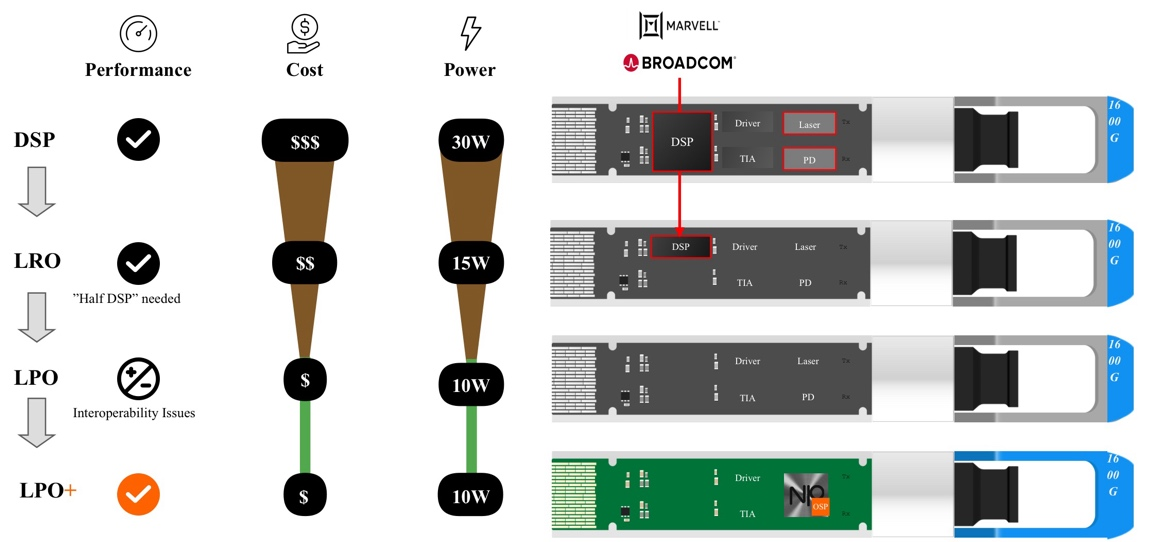 Performance
Cost
Power
MARVELL
BROADCOM
DSP
$$$
30W
DSP
Driver
Laser
Tx
TIA
PD
Rx
16
00
G
LRO
"Half DSP" needed
$$
15W
DSP
Driver
Laser
Tx
TIA
PD
Rx
16
00
G
LPO
Interoperability Issues
$
10W
Driver
Laser
Tx
TIA
PD
Rx
16
00
G
LPO+
$
10W
Driver
Tx
TIA
OSP
Rx
16
00
G